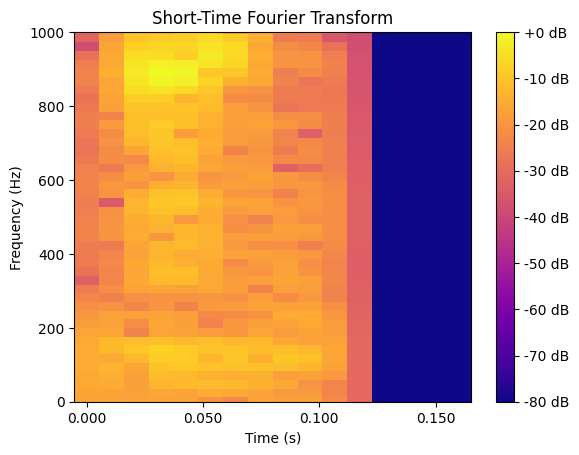 Short-Time Fourier Transform
1000
800
600
400
200
0
Frequency (Hz)
0.000
0.050
0.100
0.150
Time (s)
+0 dB
-10 dB
-20 dB
-30 dB
-40 dB
-50 dB
-60 dB
-70 dB
-80 dB